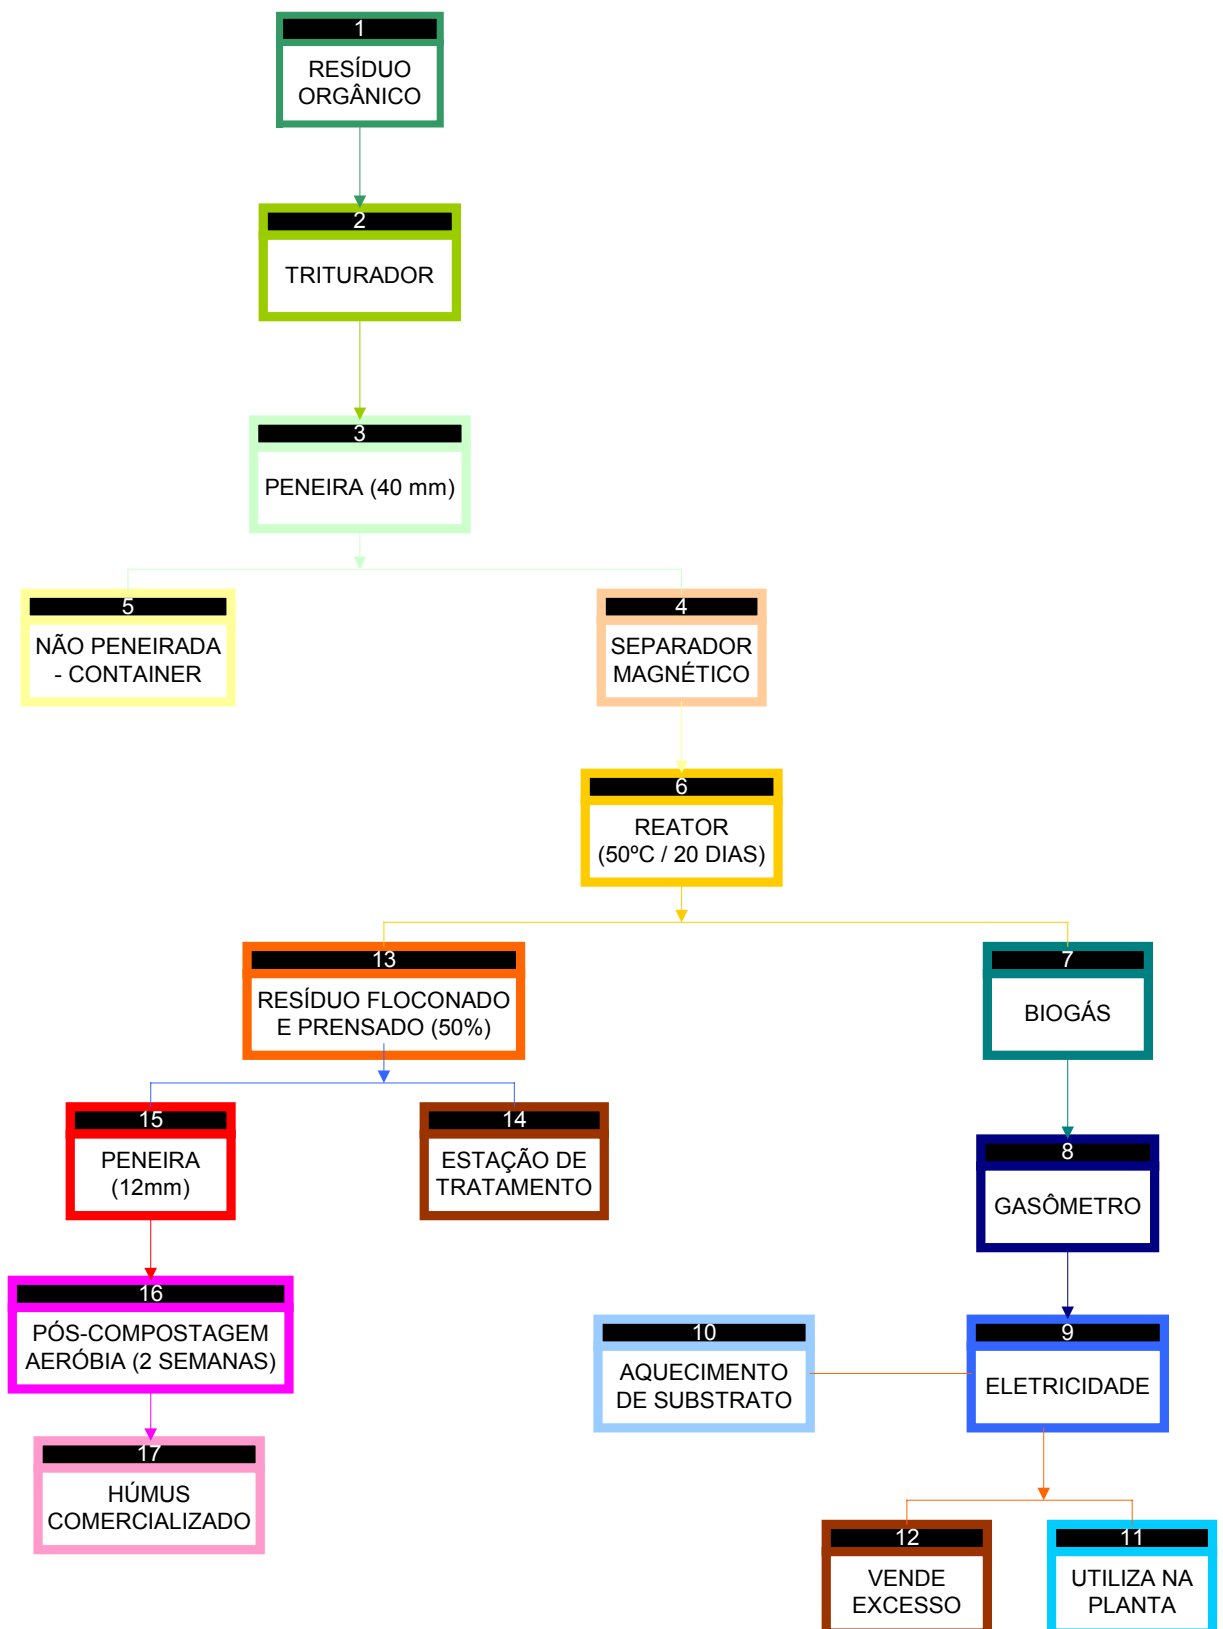 1
RESÍDUO
ORGÂNICO
2
TRITURADOR
3
PENEIRA (40 mm)
5
NÃO PENEIRADA
- CONTAINER
4
SEPARADOR
MAGNÉTICO
6
REATOR
(50ºC / 20 DIAS)
13
RESÍDUO FLOCONADO
E PRENSADO (50%)
7
BIOGÁS
15
PENEIRA
(12mm)
14
ESTAÇÃO DE
TRATAMENTO
8
GASÔMETRO
16
PÓS-COMPOSTAGEM
AERÓBIA (2 SEMANAS)
10
AQUECIMENTO
DE SUBSTRATO
9
ELETRICIDADE
17
HÚMUS
COMERCIALIZADO
12
VENDE
EXCESSO
11
UTILIZA NA
PLANTA